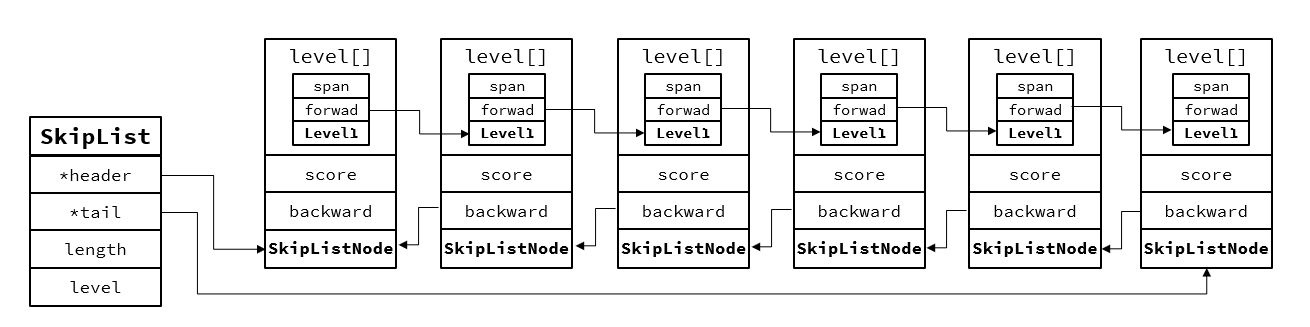 SkipList
*header
*tail
length
level
level[]
span
forwad
Level1
score
backward
SkipListNode
level[]
span
forwad
Level1
score
backward
SkipListNode
level[]
span
forwad
Level1
score
backward
SkipListNode
level[]
span
forwad
Level1
score
backward
SkipListNode
level[]
span
forwad
Level1
score
backward
SkipListNode
level[]
span
forwad
Level1
score
backward
SkipListNode